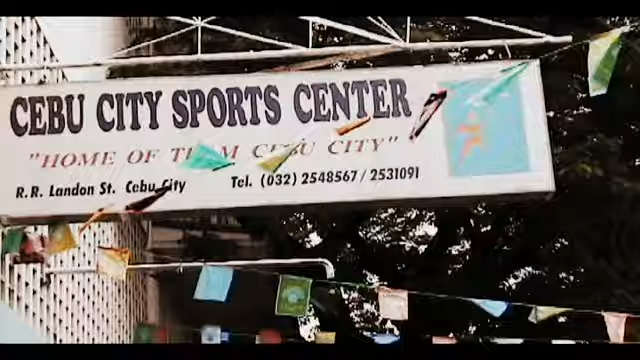 CEBU CITY SPORTS CENTER
"HOME OF TEAM CEBU CITY"
R.R. Landon St. Cebu City Tel. (032) 2548567 / 2531091